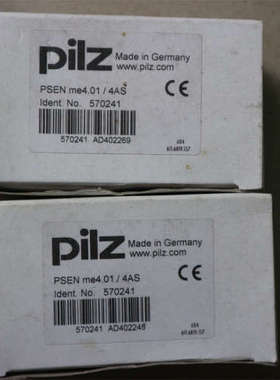 pilz
Made in Germany
www.pilz.com
PSEN me4.01 / 4AS
Ident. No. 570241
CE
570241 AD402269
pilz
Made in Germany
www.pilz.com
PSEN me4.01 / 4AS
Ident. No. 570241
CE
570241 AD402248